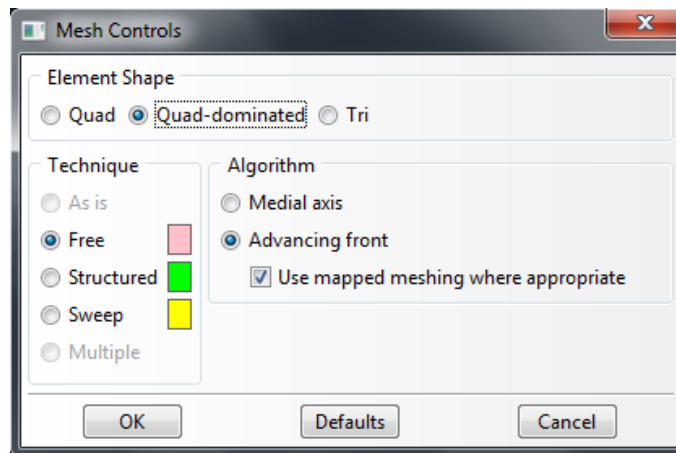 Mesh Controls
Element Shape
Quad Quad-dominated Tri
Technique
As is
Free
Structured
Sweep
Multiple
Algorithm
Medial axis
Advancing front
Use mapped meshing where appropriate
OK Defaults Cancel